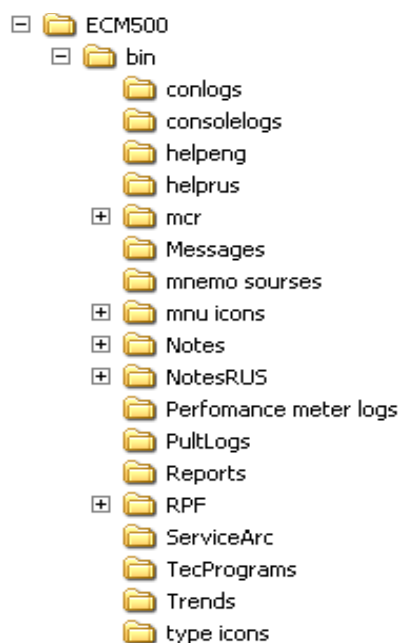 ECM500
bin
conlogs
consolelogs
helpeng
helprus
mcr
Messages
mnemo sourses
mnu icons
Notes
NotesRUS
Perfomance meter logs
PultLogs
Reports
RPF
ServiceArc
TecPrograms
Trends
type icons